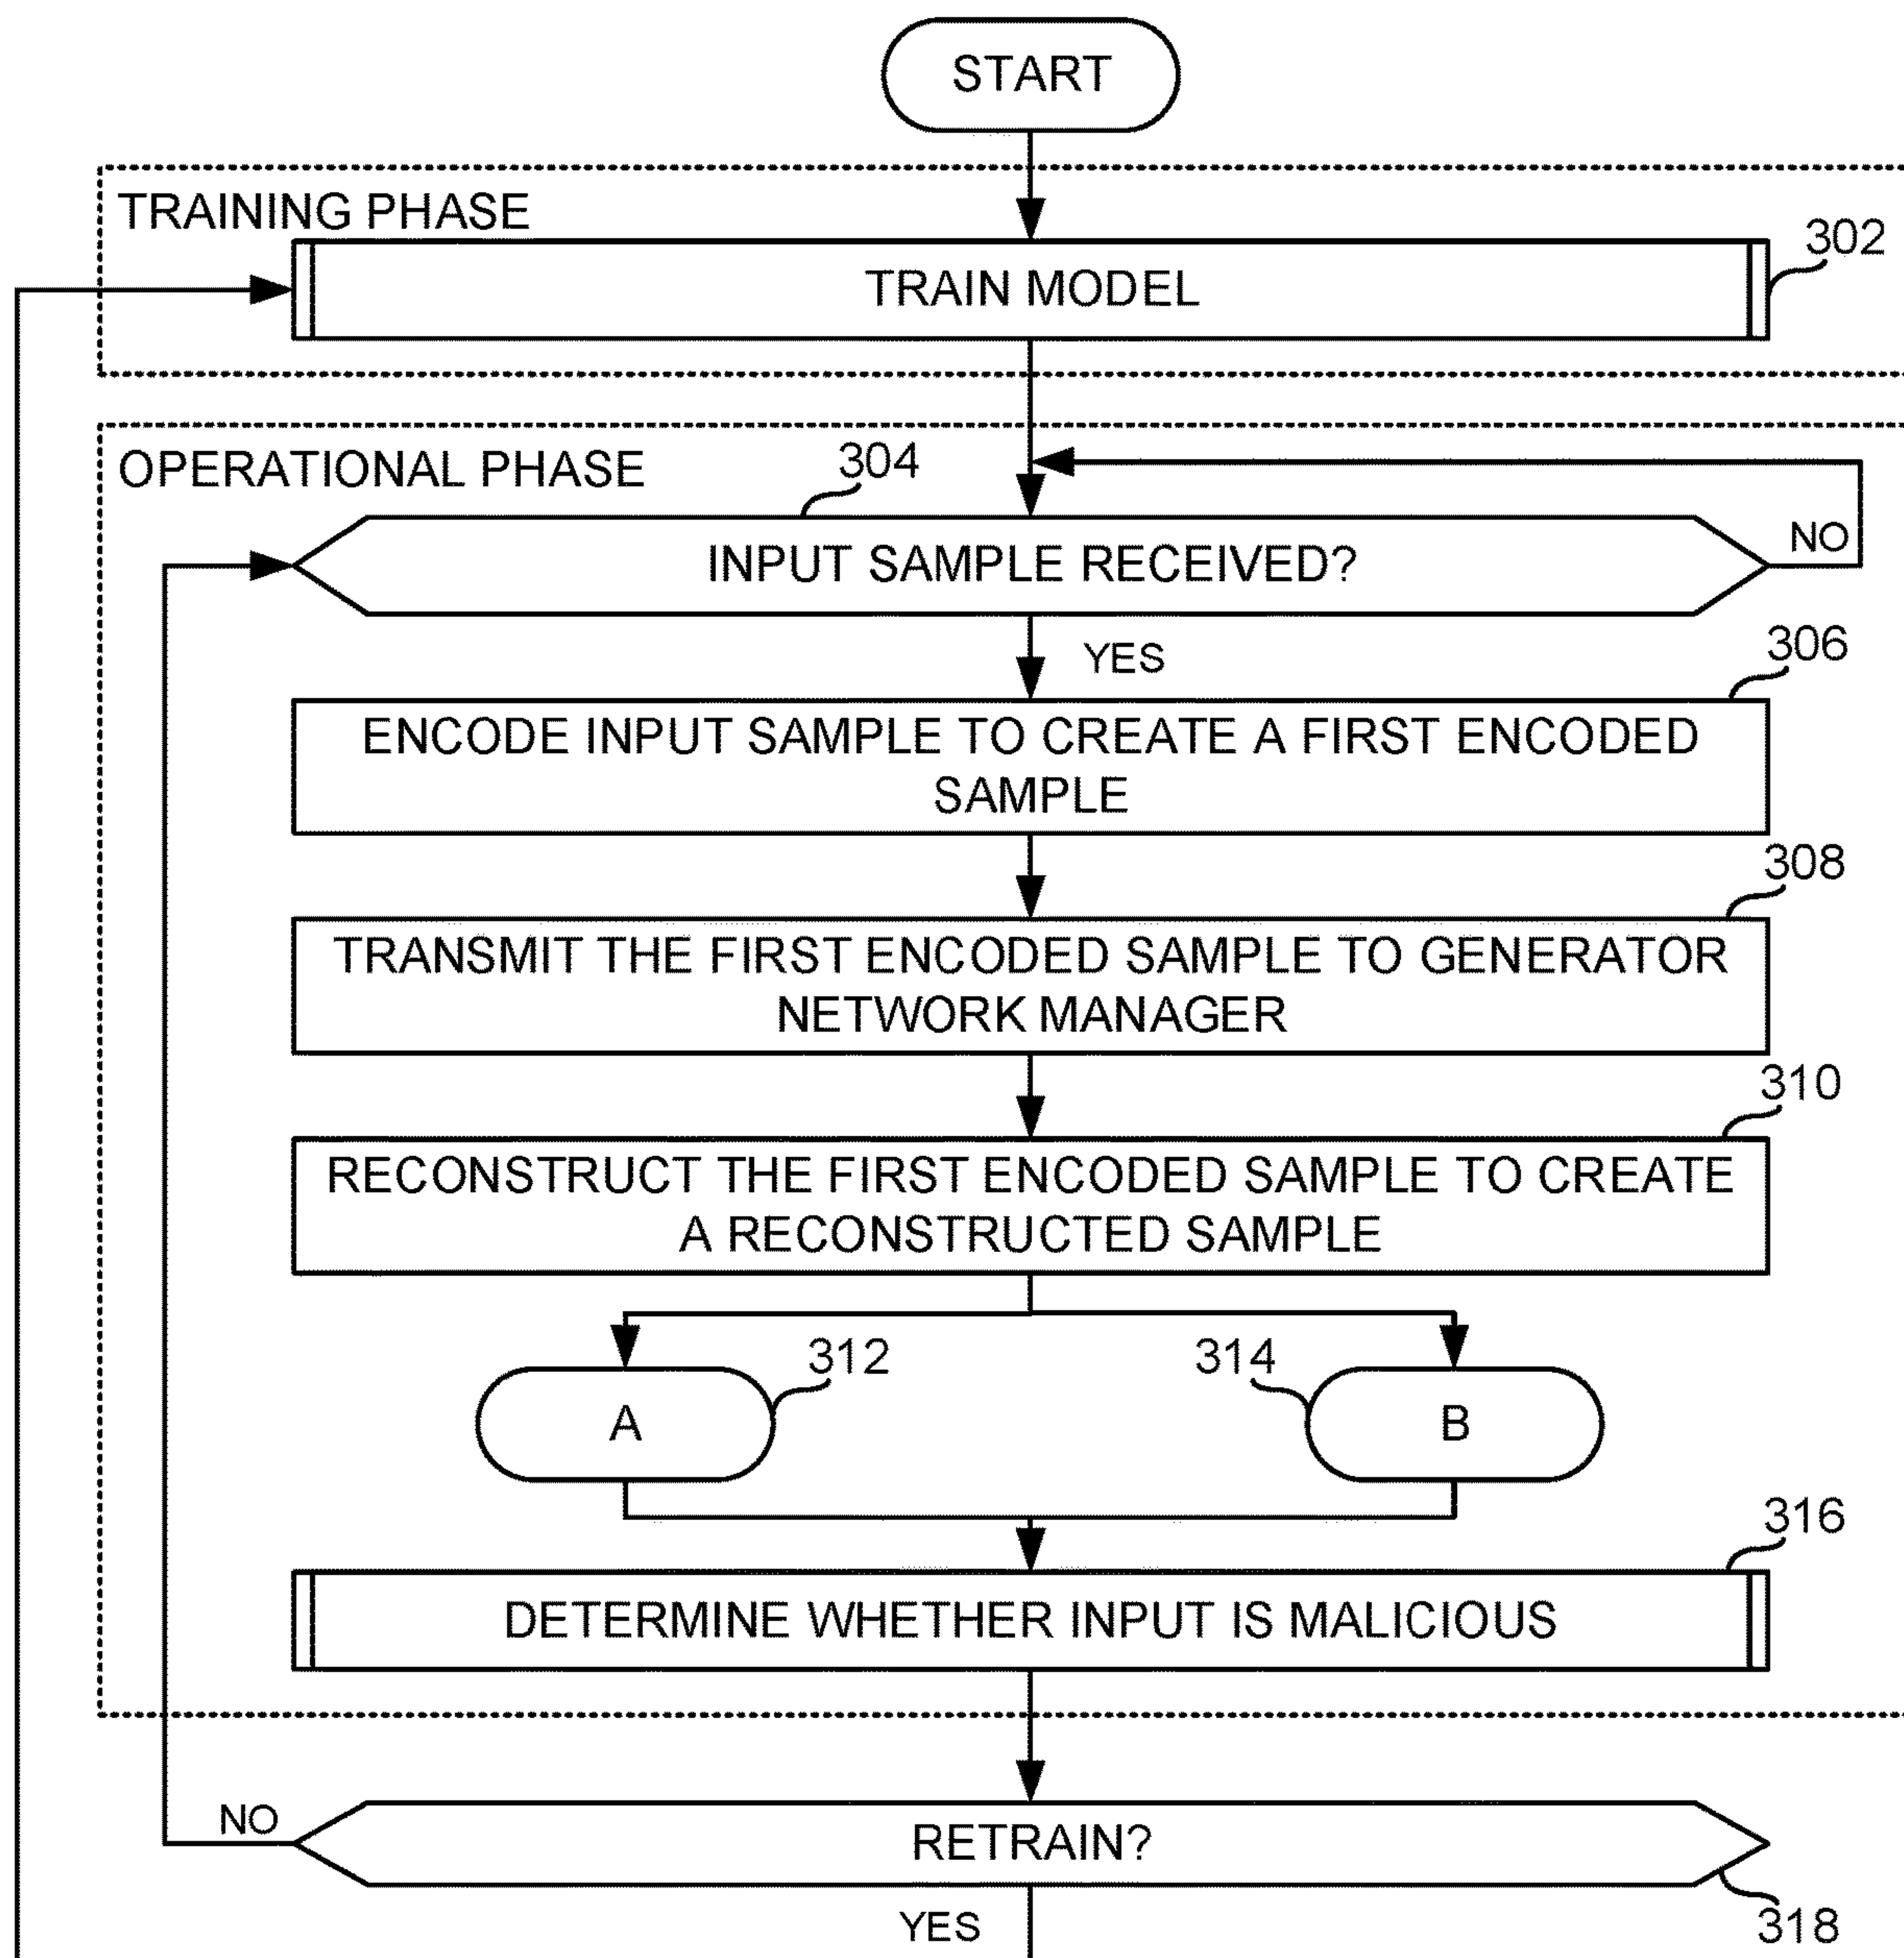 START
TRAINING PHASE
302
TRAIN MODEL
OPERATIONAL PHASE
304
INPUT SAMPLE RECEIVED?
NO
YES
306
ENCODE INPUT SAMPLE TO CREATE A FIRST ENCODED
SAMPLE
308
TRANSMIT THE FIRST ENCODED SAMPLE TO GENERATOR
NETWORK MANAGER
310
RECONSTRUCT THE FIRST ENCODED SAMPLE TO CREATE
A RECONSTRUCTED SAMPLE
312
314
A
B
316
DETERMINE WHETHER INPUT IS MALICIOUS
NO
RETRAIN?
YES
318